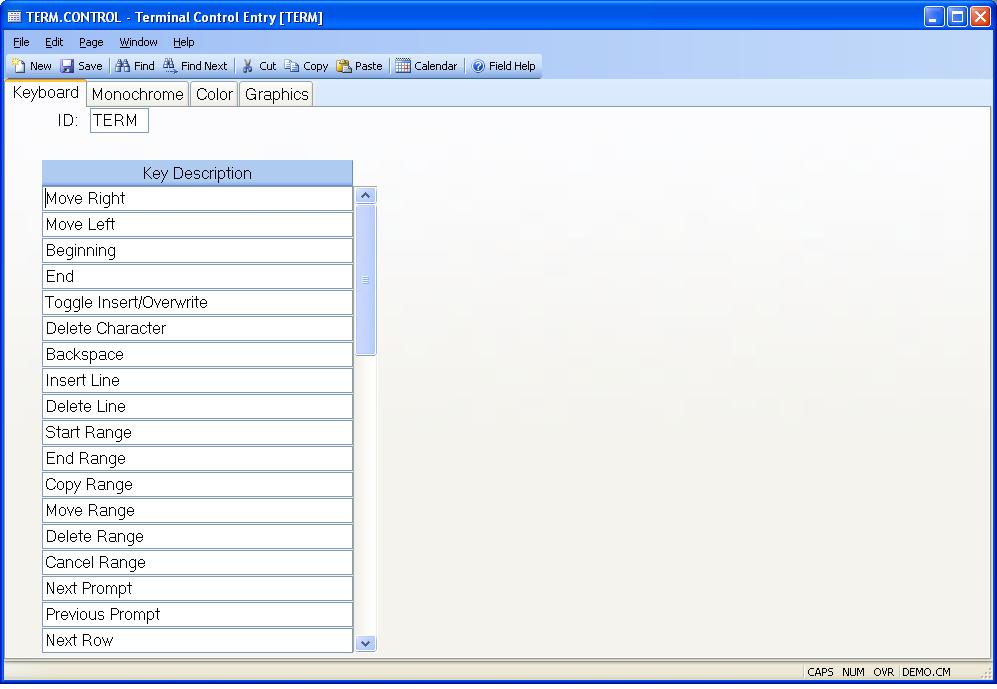 TERM.CONTROL - Terminal Control Entry [TERM]
File Edit Page Window Help
New Save Find Find Next Cut Copy Paste Calendar Field Help
Keyboard Monochrome Color Graphics
ID: TERM
Key Description
Move Right
Move Left
Beginning
End
Toggle Insert/Overwrite
Delete Character
Backspace
Insert Line
Delete Line
Start Range
End Range
Copy Range
Move Range
Delete Range
Cancel Range
Next Prompt
Previous Prompt
Next Row
CAPS NUM OVR DEMO.CM